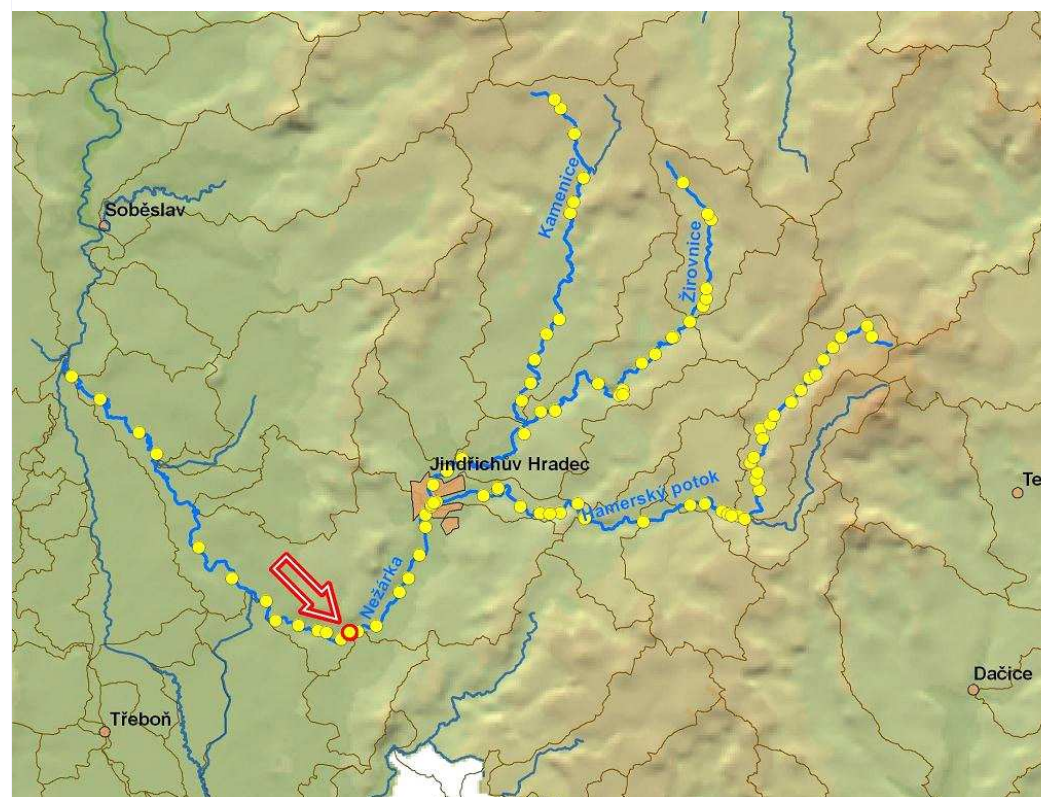 Soběslav
Kamenice
Žirovnice
Jindřichův Hradec
Hamerský potok
Te
Nežárka
Dačice
Třeboň